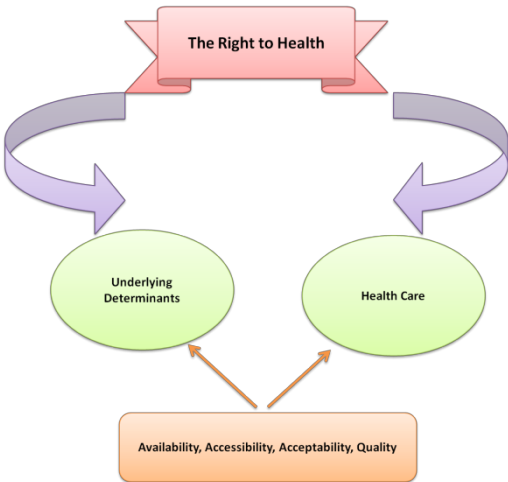 The Right to Health
Underlying
Determinants
Health Care
Availability, Accessibility, Acceptability, Quality